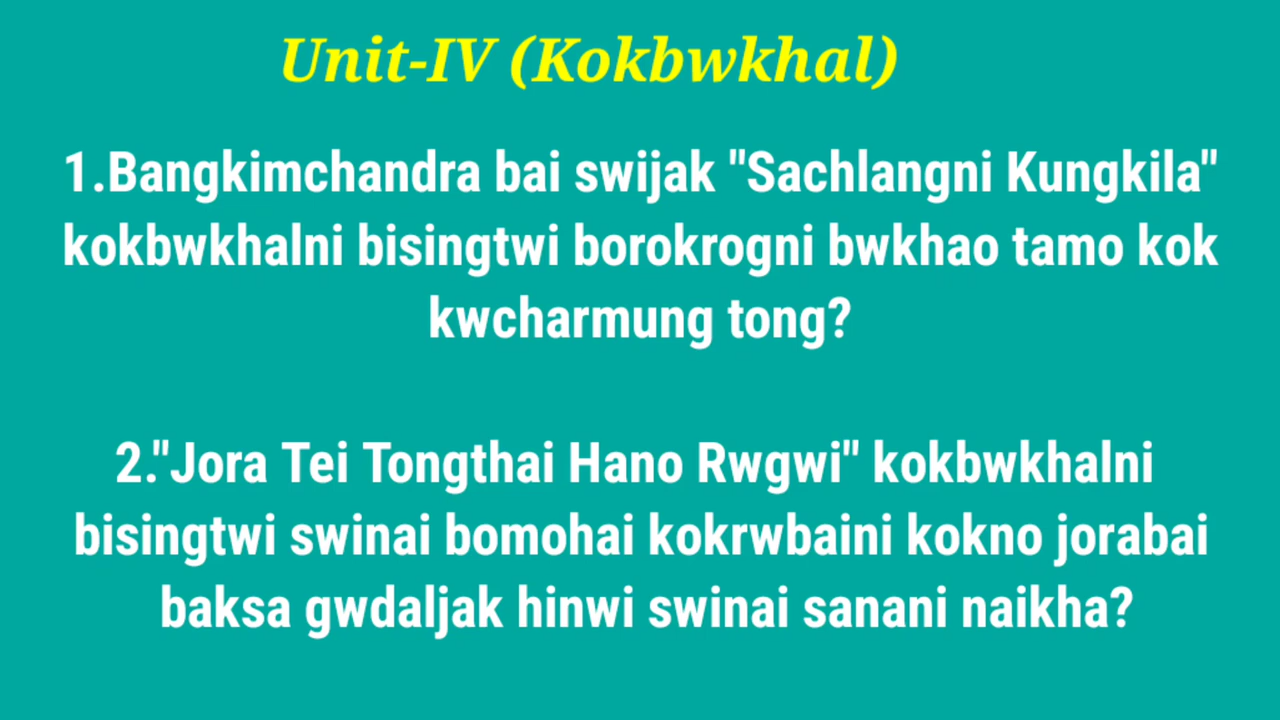 Unit-IV (Kokbwkhal)
1.Bangkimchandra bai swijak "Sachlangni Kungkila"
kokbwkhalni bisingtwi borokrogni bwkhao tamo kok
kwcharmung tong?
2."Jora Tei Tongthai Hano Rwgwi" kokbwkhalni
bisingtwi swinai bomohai kokrwbaini kokno jorabai
baksa gwdaljak hinwi swinai sanani naikha?